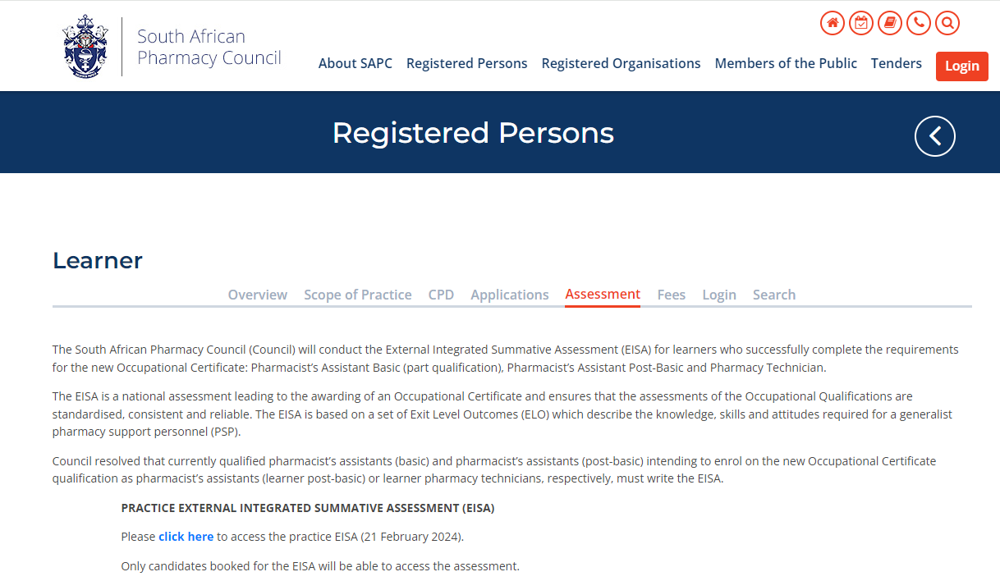 South African
Pharmacy Council
About SAPC Registered Persons Registered Organisations Members of the Public Tenders Login
Registered Persons
Learner
Overview Scope of Practice CPD Applications Assessment Fees Login Search
The South African Pharmacy Council (Council) will conduct the External Integrated Summative Assessment (EISA) for learners who successfully complete the requirements
for the new Occupational Certificate: Pharmacist’s Assistant Basic (part qualification), Pharmacist’s Assistant Post-Basic and Pharmacy Technician.
The EISA is a national assessment leading to the awarding of an Occupational Certificate and ensures that the assessments of the Occupational Qualifications are
standardised, consistent and reliable. The EISA is based on a set of Exit Level Outcomes (ELO) which describe the knowledge, skills and attitudes required for a generalist
pharmacy support personnel (PSP).
Council resolved that currently qualified pharmacist’s assistants (basic) and pharmacist’s assistants (post-basic) intending to enrol on the new Occupational Certificate
qualification as pharmacist’s assistants (learner post-basic) or learner pharmacy technicians, respectively, must write the EISA.
PRACTICE EXTERNAL INTEGRATED SUMMATIVE ASSESSMENT (EISA)
Please click here to access the practice EISA (21 February 2024).
Only candidates booked for the EISA will be able to access the assessment.